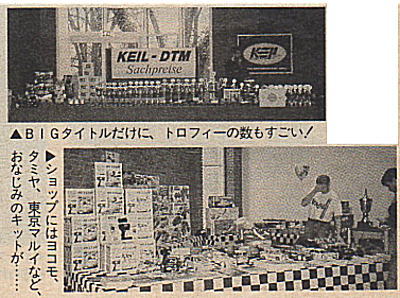 KEIL - DTM
Sachpreise
▲BIGタイトルだけに、トロフィーの数もすごい！
▶ショップにはヨコモ、
タミヤ、東京マルイなど、
おなじみのキットが……